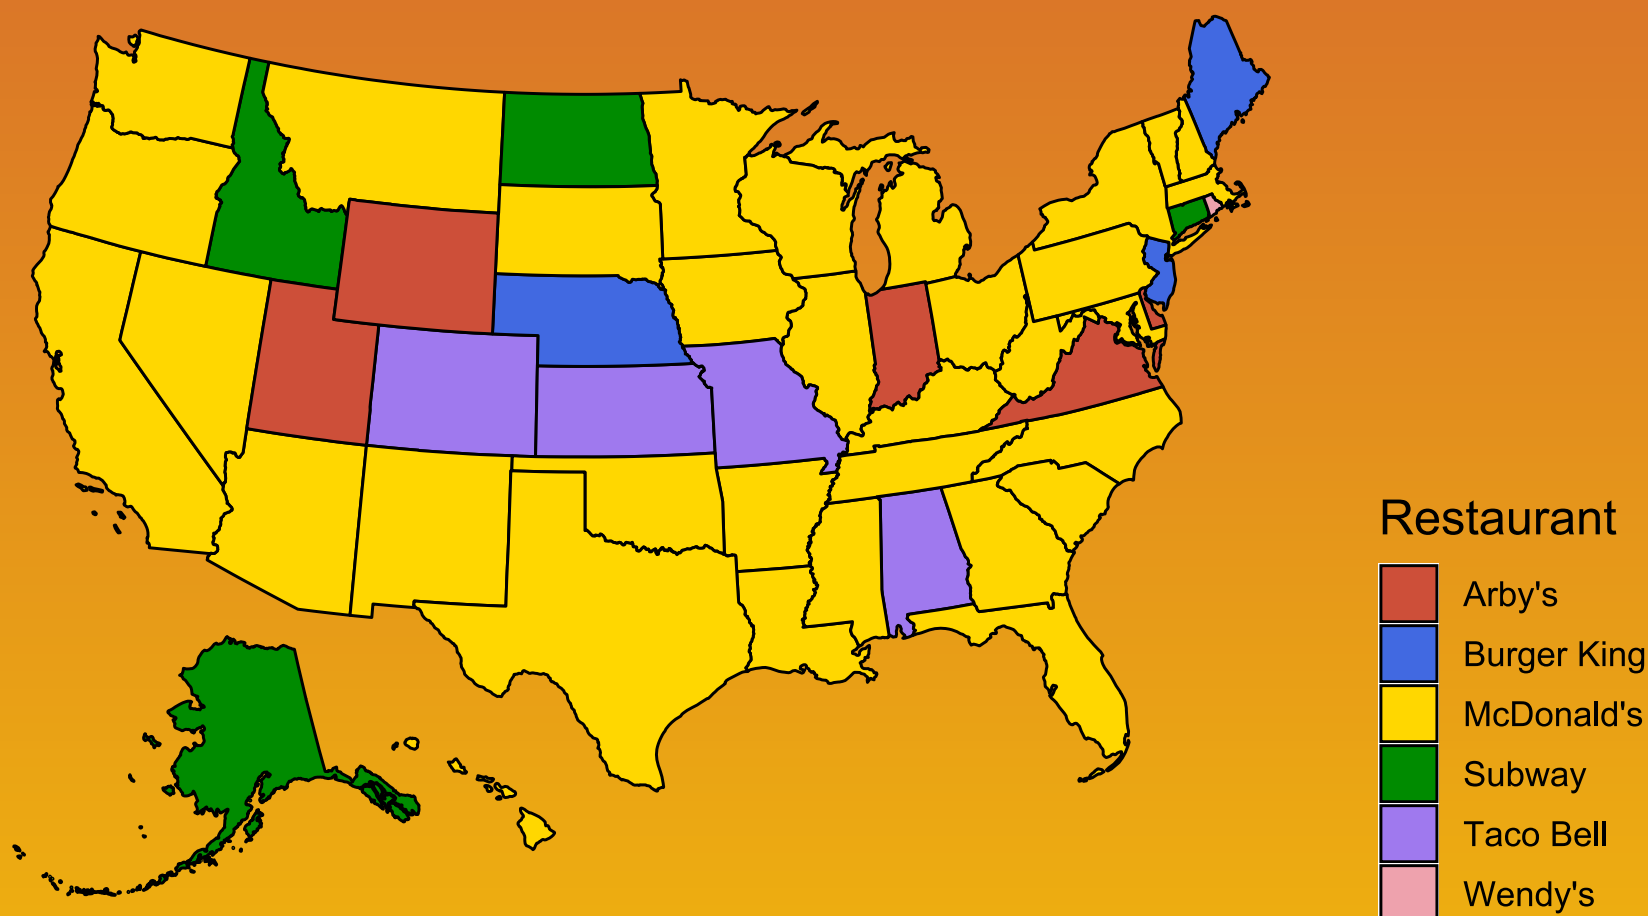 Restaurant
Arby's
Burger King
McDonald's
Subway
Taco Bell
Wendy's